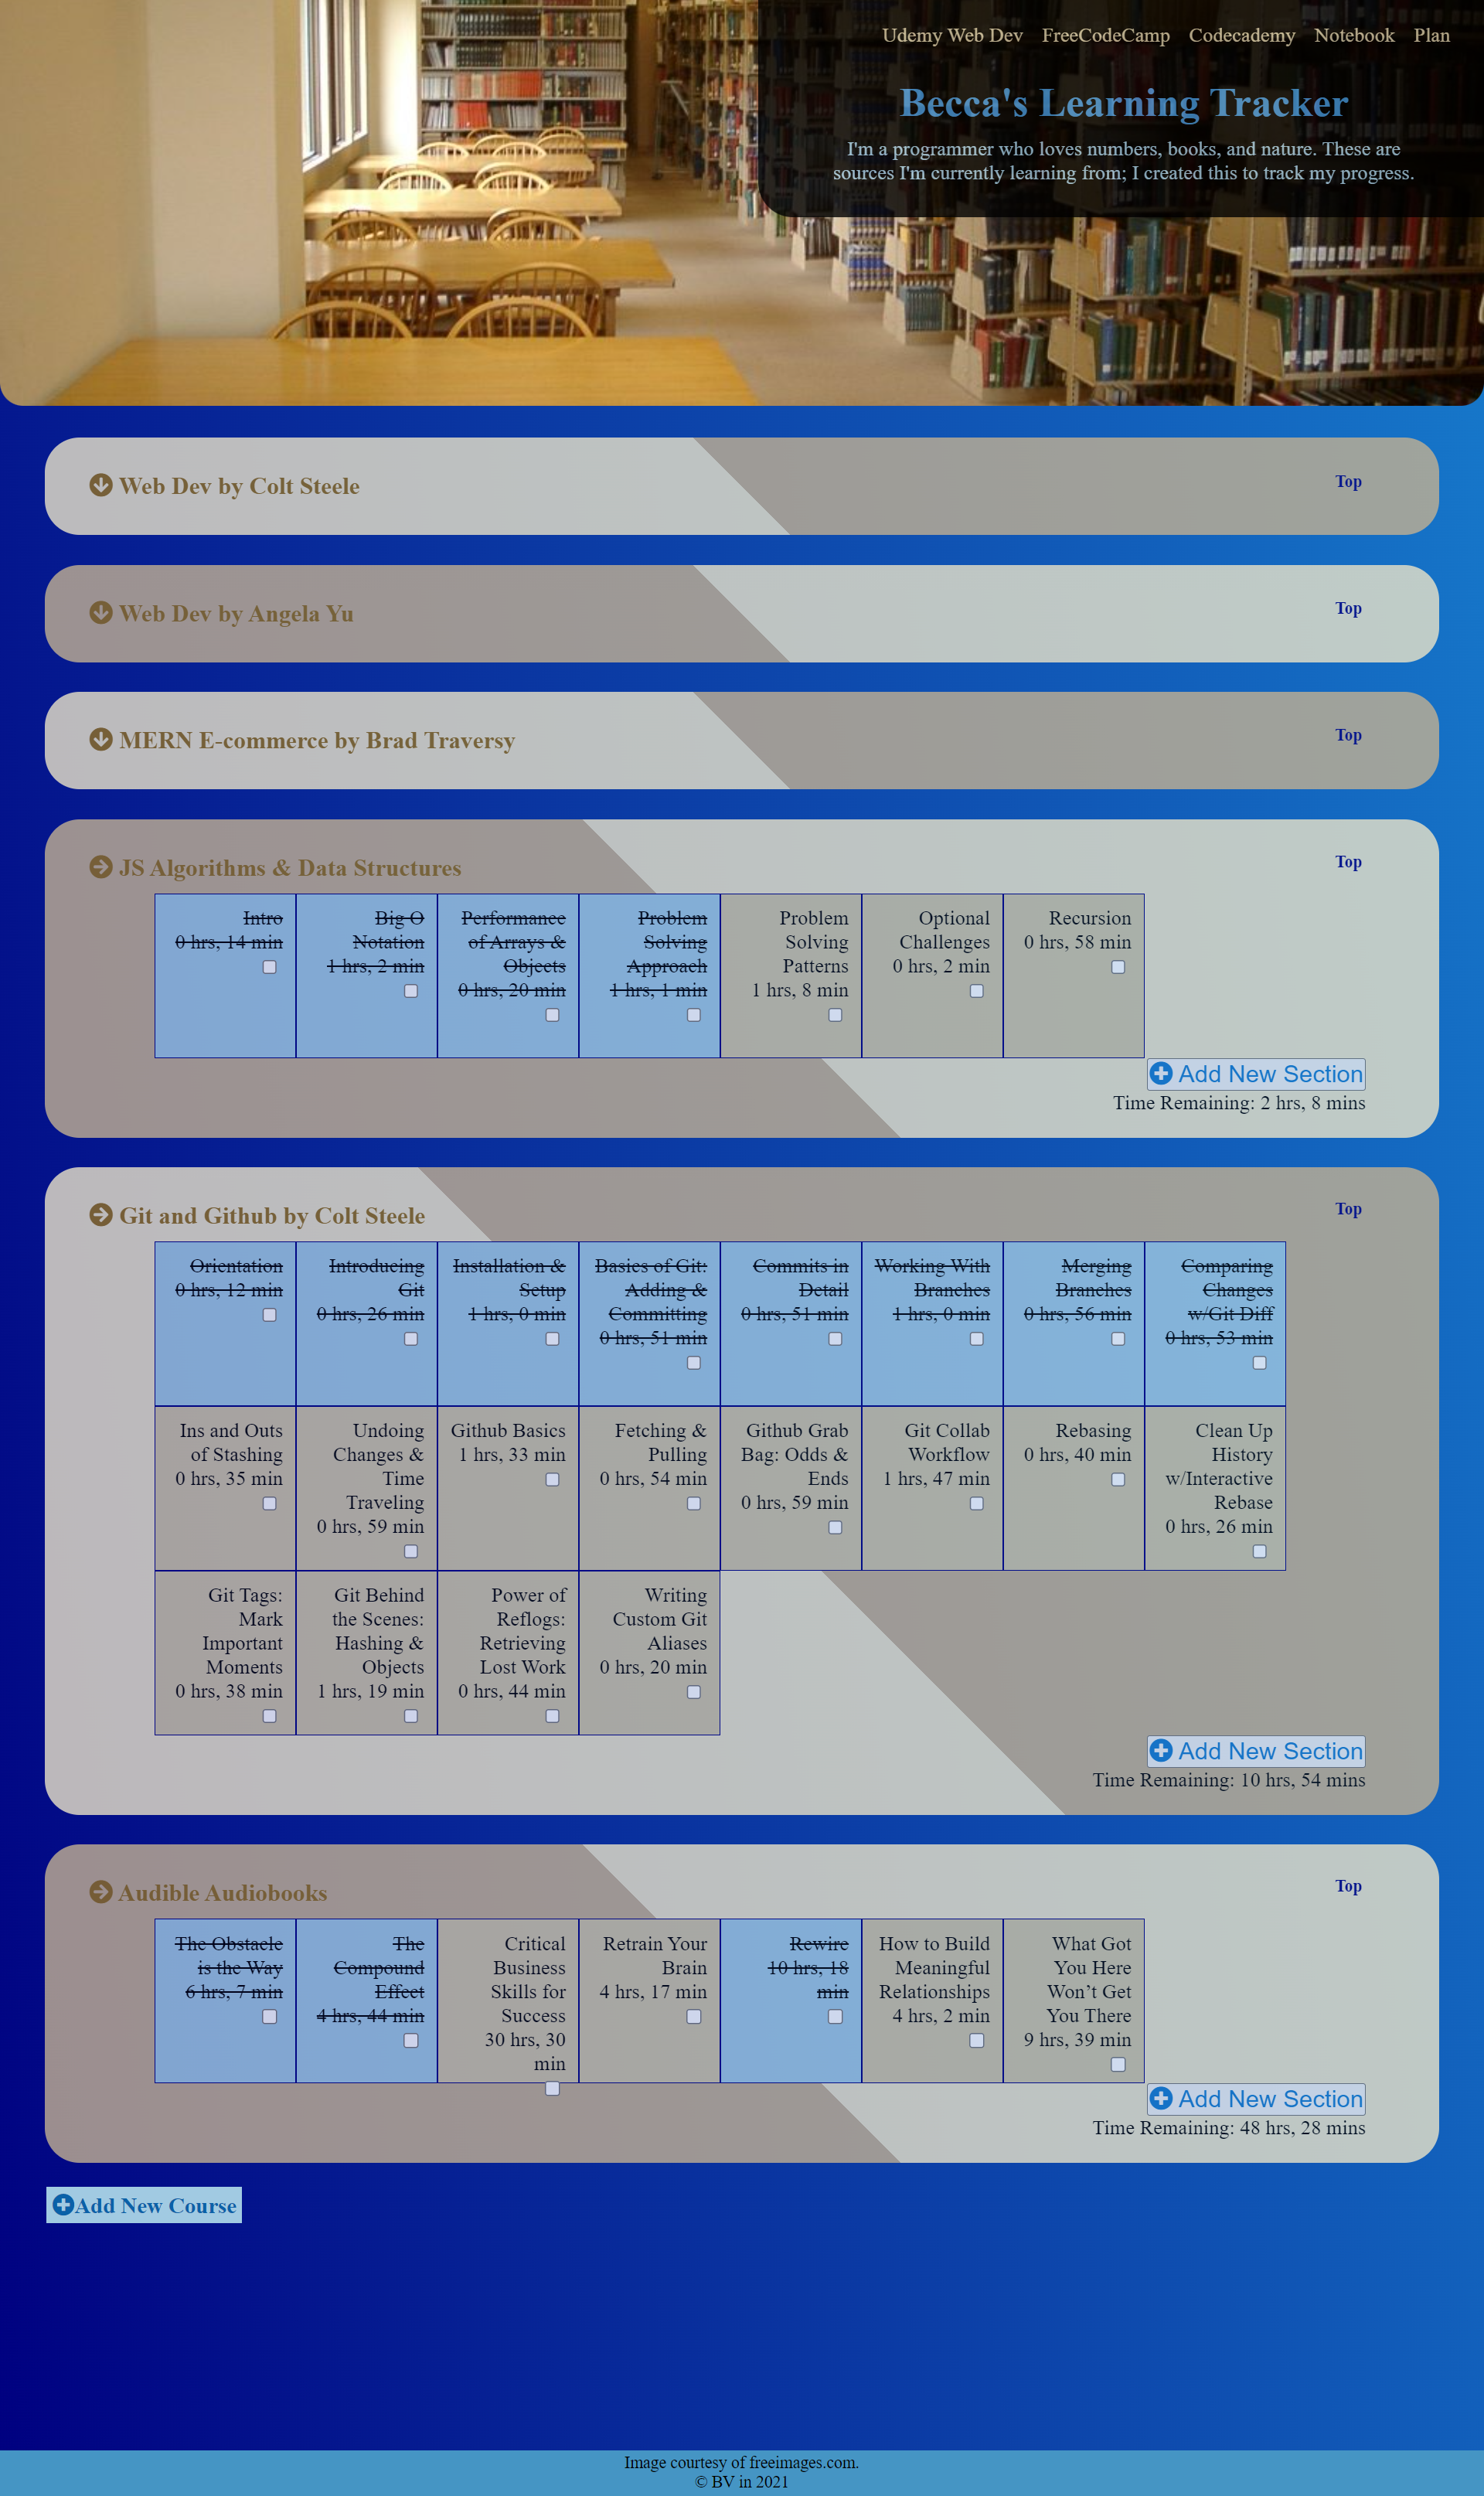 Udemy Web Dev FreeCodeCamp Codecademy Notebook Plan
Becca's Learning Tracker
I'm a programmer who loves numbers, books, and nature. These are
sources I'm currently learning from; I created this to track my progress.
Web Dev by Colt Steele
Top
Web Dev by Angela Yu
Top
MERN E-commerce by Brad Traversy
Top
JS Algorithms & Data Structures
Top
Intro
0 hrs, 14 min
Big O
Notation
1 hrs, 2 min
Performance
of Arrays &
Objects
0 hrs, 20 min
Problem
Solving
Approach
1 hrs, 1 min
Problem
Solving
Patterns
1 hrs, 8 min
Optional
Challenges
0 hrs, 2 min
Recursion
0 hrs, 58 min
Add New Section
Time Remaining: 2 hrs, 8 mins
Git and Github by Colt Steele
Top
Orientation
0 hrs, 12 min
Introducing
Git
0 hrs, 26 min
Installation &
Setup
1 hrs, 0 min
Basics of Git:
Adding &
Committing
0 hrs, 51 min
Commits in
Detail
0 hrs, 51 min
Working With
Branches
1 hrs, 0 min
Merging
Branches
0 hrs, 56 min
Comparing
Changes
w/Git Diff
0 hrs, 53 min
Ins and Outs
of Stashing
0 hrs, 35 min
Undoing
Changes &
Time
Traveling
0 hrs, 59 min
Github Basics
1 hrs, 33 min
Fetching &
Pulling
0 hrs, 54 min
Github Grab
Bag: Odds &
Ends
0 hrs, 59 min
Git Collab
Workflow
1 hrs, 47 min
Rebasing
0 hrs, 40 min
Clean Up
History
w/Interactive
Rebase
0 hrs, 26 min
Git Tags:
Mark
Important
Moments
0 hrs, 38 min
Git Behind
the Scenes:
Hashing &
Objects
1 hrs, 19 min
Power of
Reflogs:
Retrieving
Lost Work
0 hrs, 44 min
Writing
Custom Git
Aliases
0 hrs, 20 min
Add New Section
Time Remaining: 10 hrs, 54 mins
Audible Audiobooks
Top
The Obstacle
is the Way
6 hrs, 7 min
The
Compound
Effect
4 hrs, 44 min
Critical
Business
Skills for
Success
30 hrs, 30
min
Retrain Your
Brain
4 hrs, 17 min
Rewire
10 hrs, 18
min
How to Build
Meaningful
Relationships
4 hrs, 2 min
What Got
You Here
Won’t Get
You There
9 hrs, 39 min
Add New Section
Time Remaining: 48 hrs, 28 mins
Add New Course
Image courtesy of freeimages.com.
© BV in 2021